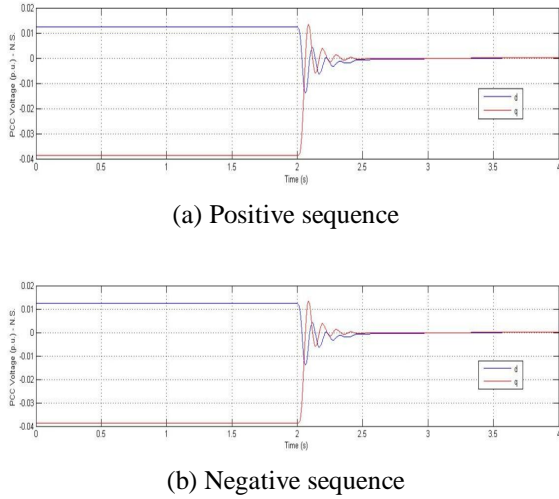 PCC Voltage (p.u.) - N.S.
0.02
0.01
0
-0.01
-0.02
-0.03
-0.04
0 0.5 1 1.5 2 2.5 3 3.5 4
Time (s)
d
q
(a) Positive sequence
PCC Voltage (p.u.) - N.S.
0.02
0.01
0
-0.01
-0.02
-0.03
-0.04
0 0.5 1 1.5 2 2.5 3 3.5 4
Time (s)
d
q
(b) Negative sequence